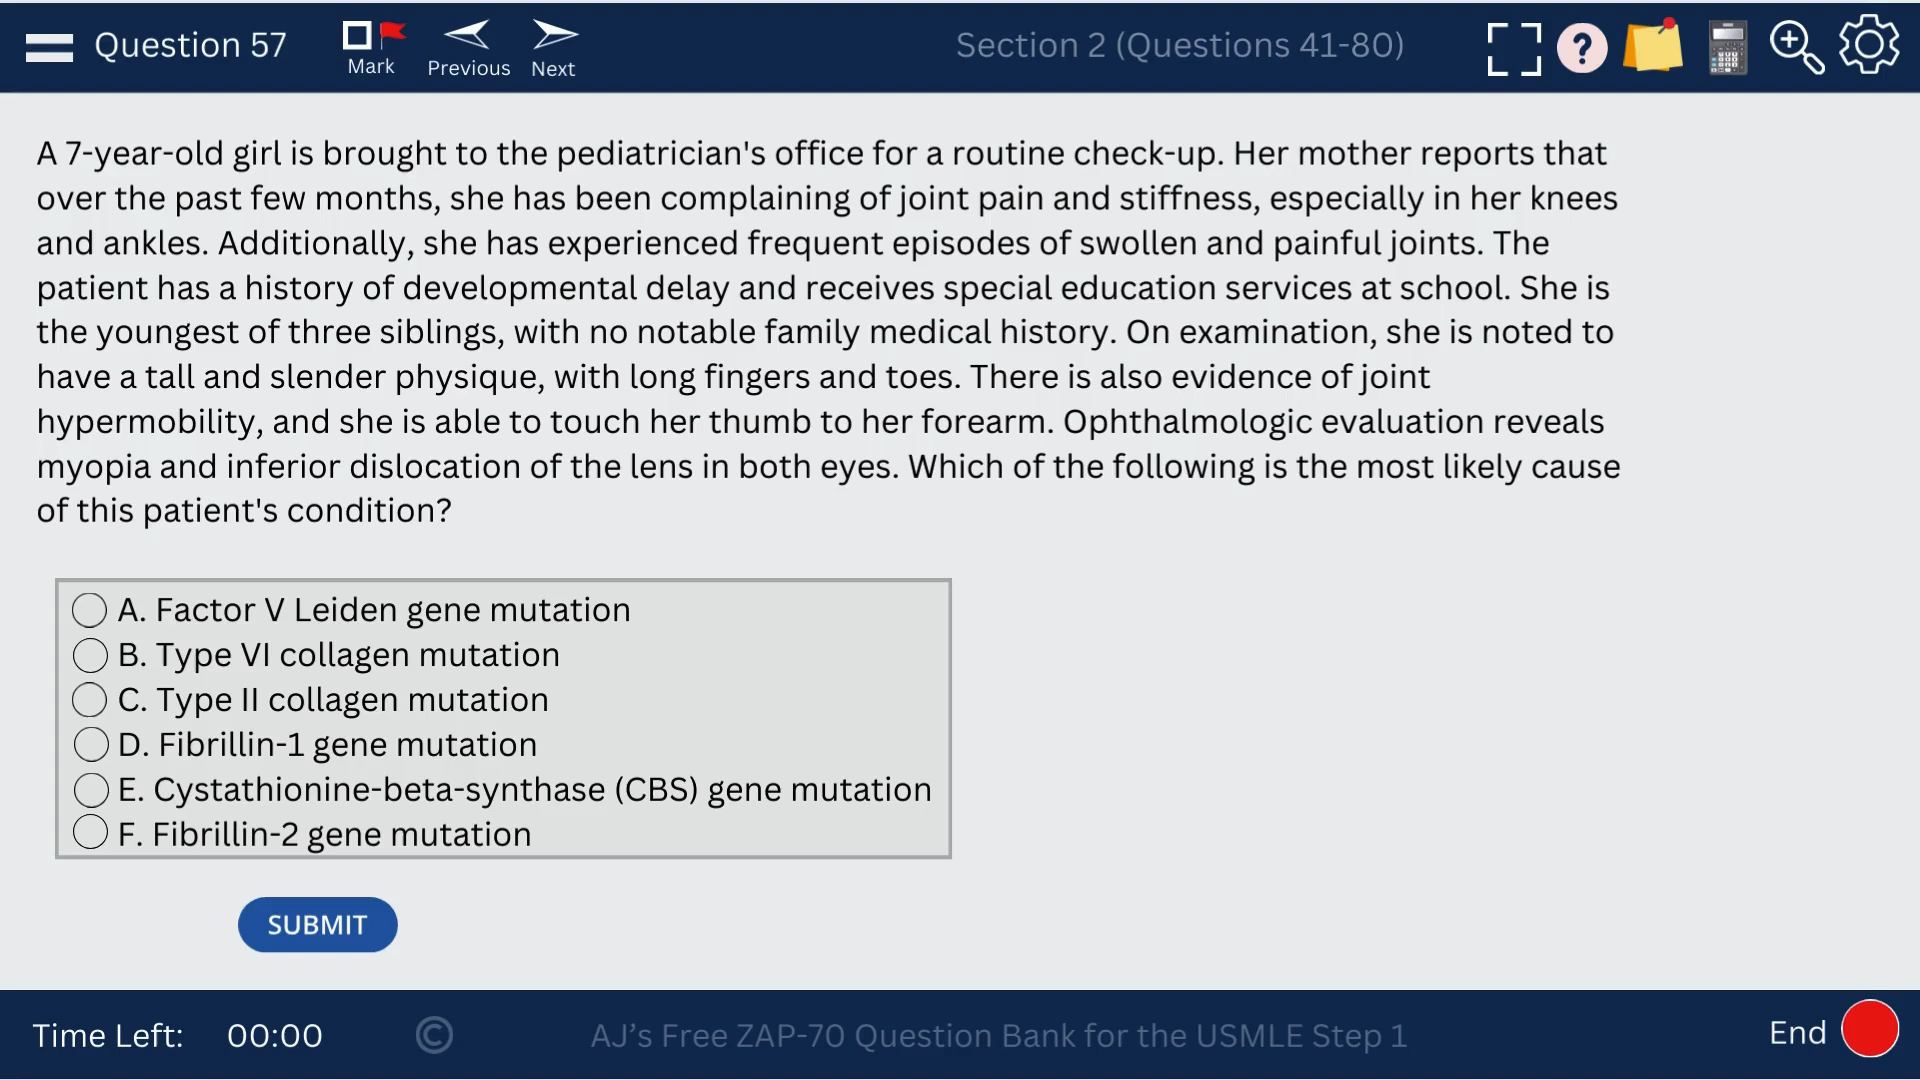 Question 57
Mark
Previous
Next
Section 2 (Questions 41-80)
?
A 7-year-old girl is brought to the pediatrician's office for a routine check-up. Her mother reports that
over the past few months, she has been complaining of joint pain and stiffness, especially in her knees
and ankles. Additionally, she has experienced frequent episodes of swollen and painful joints. The
patient has a history of developmental delay and receives special education services at school. She is
the youngest of three siblings, with no notable family medical history. On examination, she is noted to
have a tall and slender physique, with long fingers and toes. There is also evidence of joint
hypermobility, and she is able to touch her thumb to her forearm. Ophthalmologic evaluation reveals
myopia and inferior dislocation of the lens in both eyes. Which of the following is the most likely cause
of this patient's condition?
A. Factor V Leiden gene mutation
B. Type VI collagen mutation
C. Type II collagen mutation
D. Fibrillin-1 gene mutation
E. Cystathionine-beta-synthase (CBS) gene mutation
F. Fibrillin-2 gene mutation
SUBMIT
Time Left: 00:00
© AJ’s Free ZAP-70 Question Bank for the USMLE Step 1
End